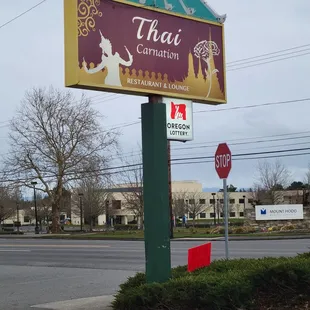 Thai
Carnation
RESTAURANT & LOUNGE
OREGON
LOTTERY
STOP
MOUNT HOOD